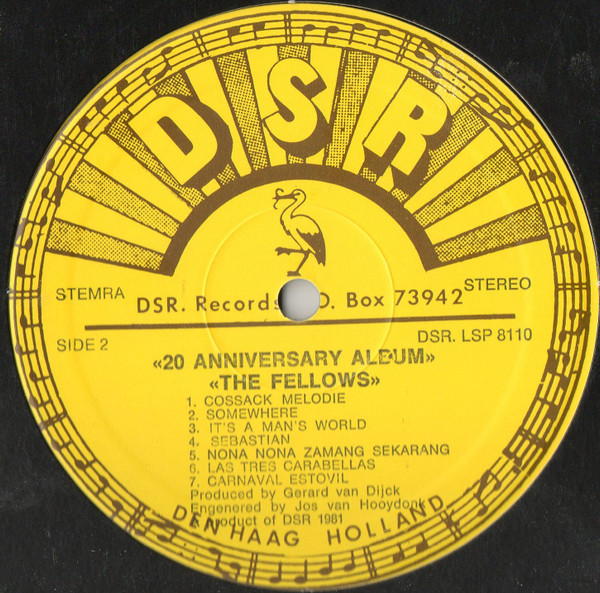 DSR
STEMRA
STEREO
DSR. Records O. Box 73942
SIDE 2
DSR. LSP 8110
«20 ANNIVERSARY ALBUM»
«THE FELLOWS»
1. COSSACK MELODIE
2. SOMEWHERE
3. IT'S A MAN'S WORLD
4. SEBASTIAN
5. NONA NONA ZAMANG SEKARANG
6. LAS TRES CARABELLAS
7. CARNAVAL ESTOVIL
Produced by Gerard van Dijck
Engenered by Jos van Hooydonk
Product of DSR 1981
DEN HAAG HOLLAND